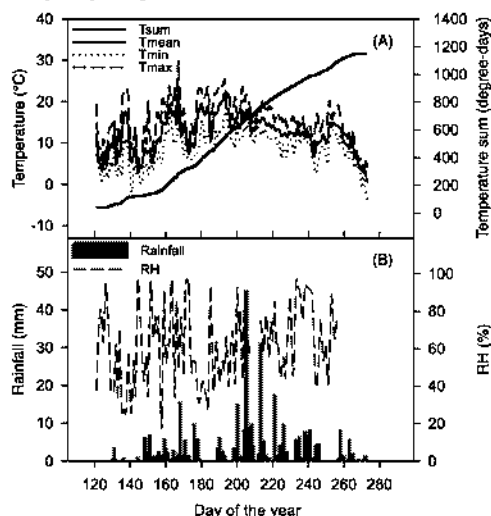 Tsum
Tmean
Tmin
Tmax
(A)
40
30
20
10
0
-10
Temperature (°C)
1400
1200
1000
800
600
400
200
0
Temperature sum (degree-days)
Rainfall
RH
(B)
50
40
30
20
10
0
Rainfall (mm)
100
80
60
40
20
0
RH (%)
120 140 160 180 200 220 240 260 280
Day of the year